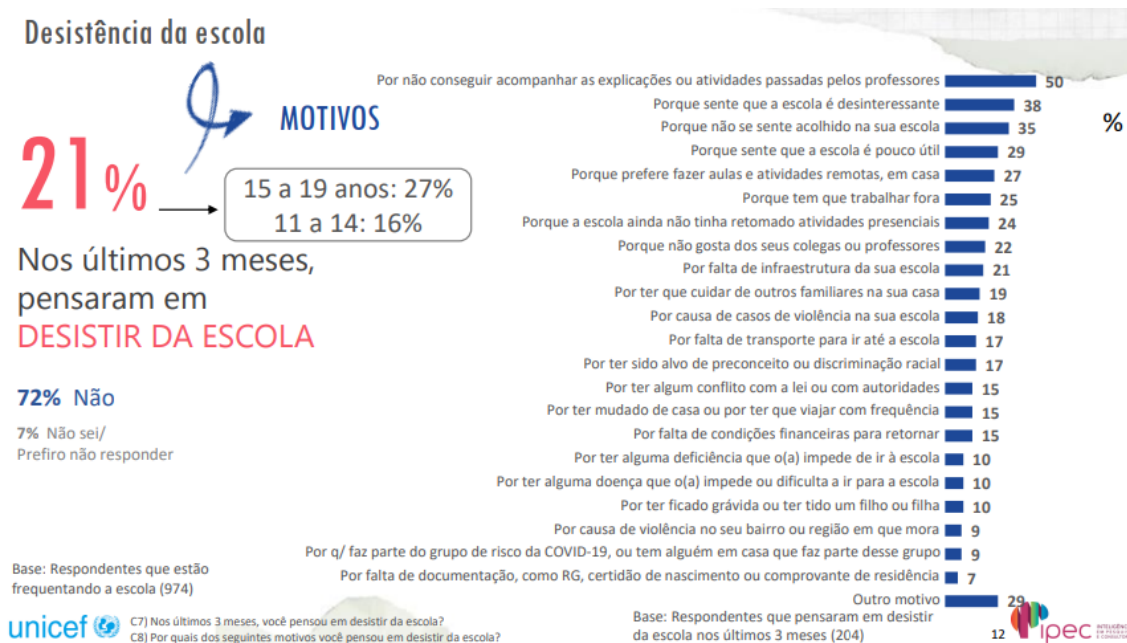 Desistência da escola
MOTIVOS
21%
15 a 19 anos: 27%
11 a 14: 16%
Nos últimos 3 meses,
pensaram em
DESISTIR DA ESCOLA
72% Não
7% Não sei/
Prefiro não responder
%
Por não conseguir acompanhar as explicações ou atividades passadas pelos professores 50
Porque sente que a escola é desinteressante 38
Porque não se sente acolhido na sua escola 35
Porque sente que a escola é pouco útil 29
Porque prefere fazer aulas e atividades remotas, em casa 27
Porque tem que trabalhar fora 25
Porque a escola ainda não tinha retomado atividades presenciais 24
Porque não gosta dos seus colegas ou professores 22
Por falta de infraestrutura da sua escola 21
Por ter que cuidar de outros familiares na sua casa 19
Por causa de casos de violência na sua escola 18
Por falta de transporte para ir até a escola 17
Por ter sido alvo de preconceito ou discriminação racial 17
Por ter algum conflito com a lei ou com autoridades 15
Por ter mudado de casa ou por ter que viajar com frequência 15
Por falta de condições financeiras para retornar 15
Por ter alguma deficiência que o(a) impede de ir à escola 10
Por ter alguma doença que o(a) impede ou dificulta a ir para a escola 10
Por ter ficado grávida ou ter tido um filho ou filha 10
Por causa de violência no seu bairro ou região em que mora 9
Por q/ faz parte do grupo de risco da COVID-19, ou tem alguém em casa que faz parte desse grupo 9
Por falta de documentação, como RG, certidão de nascimento ou comprovante de residência 7
Outro motivo 29
Base: Respondentes que estão
frequentando a escola (974)
unicef
C7) Nos últimos 3 meses, você pensou em desistir da escola?
C8) Por quais dos seguintes motivos você pensou em desistir da escola?
Base: Respondentes que pensaram em desistir
da escola nos últimos 3 meses (204)
12
ipec